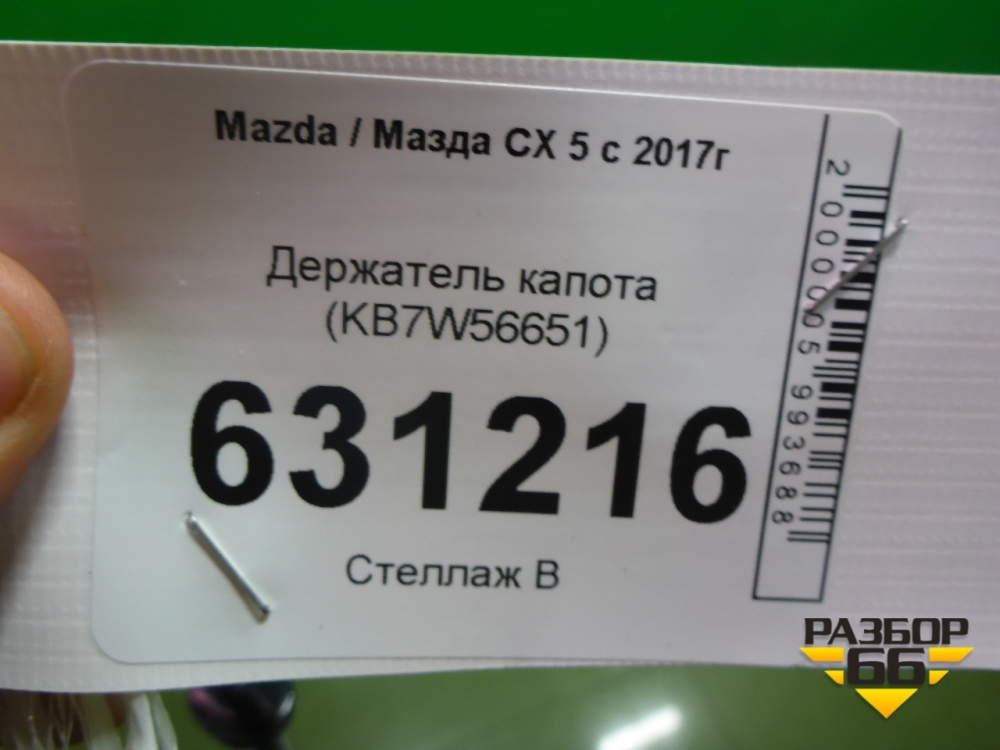 Mazda / Мазда CX 5 с 2017г
Держатель капота
(KB7W56651)
631216
Стеллаж В
2000005993688
РАЗБОР
66